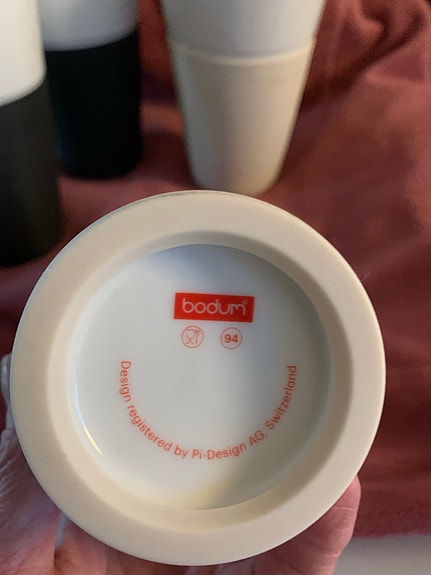 bodum®
94
Design registered by Pi-Design AG, Switzerland